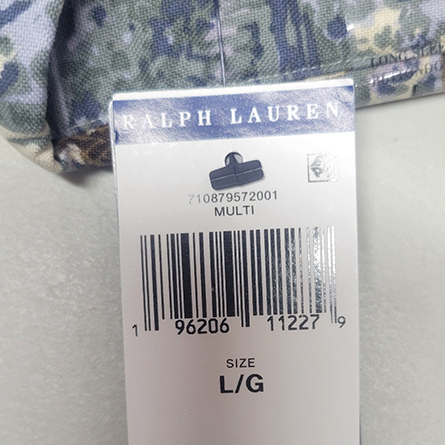 RALPH LAUREN
710879572001
MULTI
1 96206 11227 9
SIZE
L/G